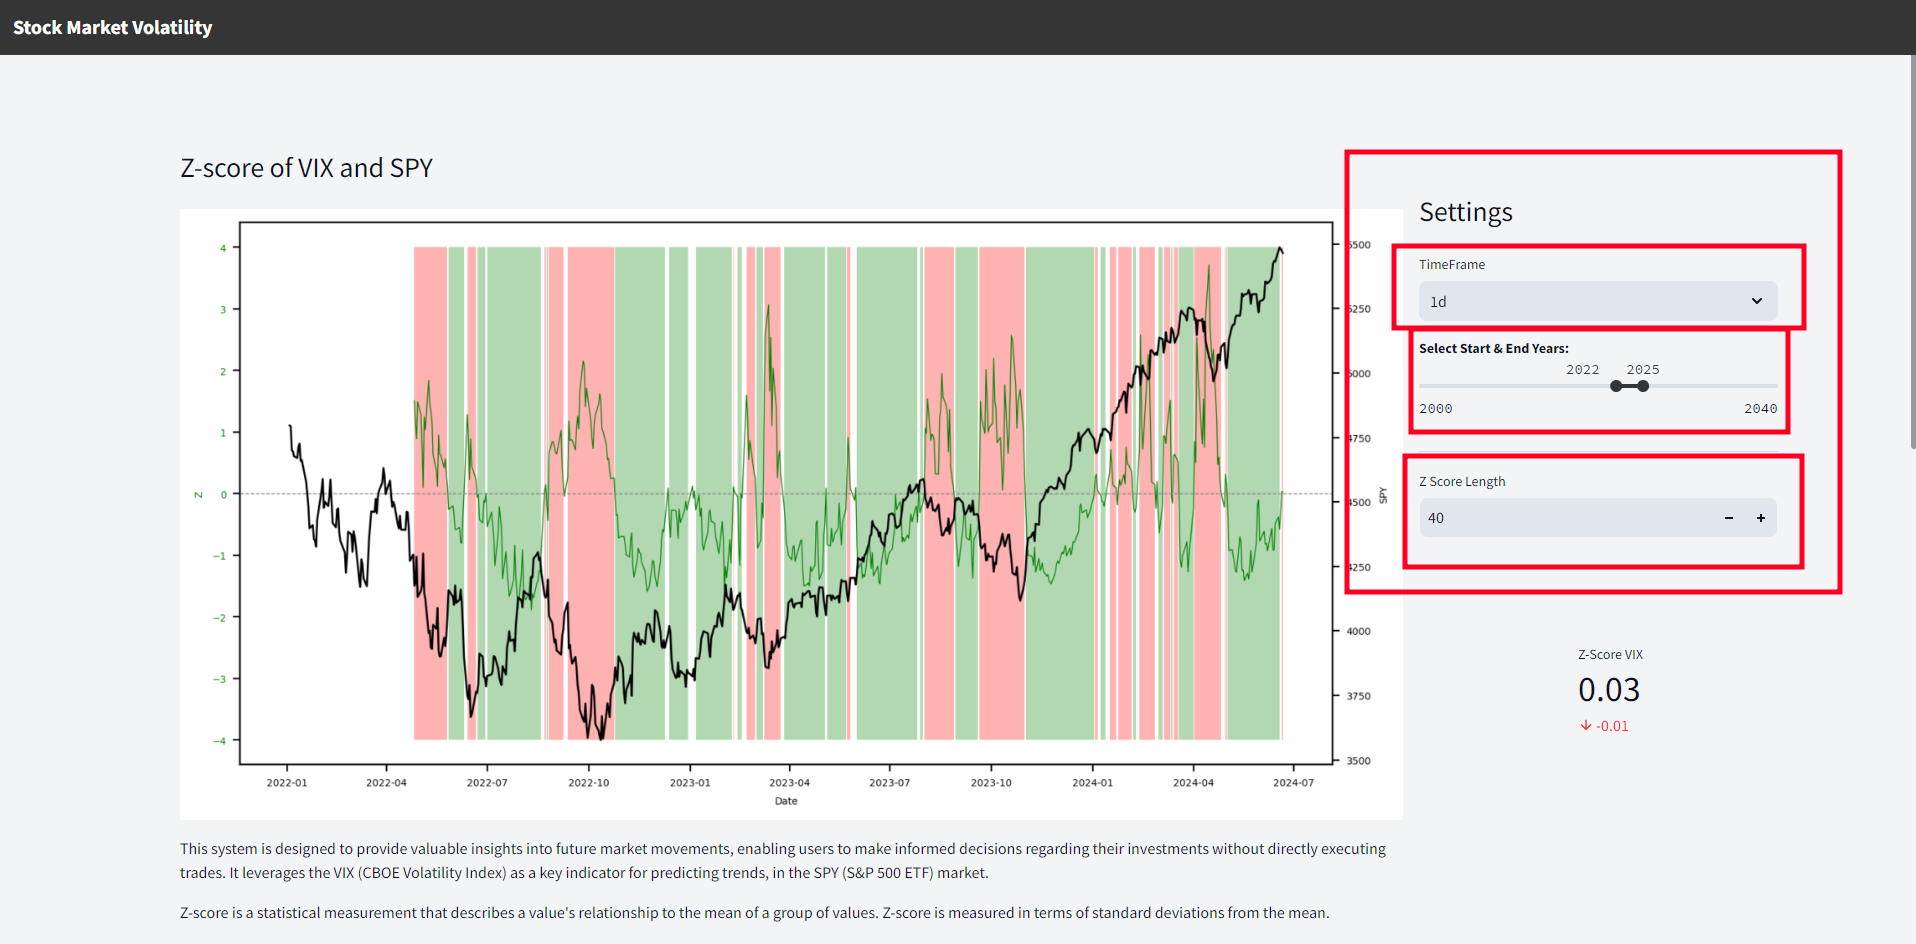 Stock Market Volatility
Z-score of VIX and SPY
4
3
2
1
0
−1
−2
−3
−4
Z
2022-01
2022-04
2022-07
2022-10
2023-01
2023-04
2023-07
2023-10
2024-01
2024-04
2024-07
Date
5500
5250
5000
4750
4500
4250
4000
3750
3500
SPY
Settings
TimeFrame
1d
Select Start & End Years:
2022 2025
2000 2040
Z Score Length
40 − +
Z-Score VIX
0.03
↓ -0.01
This system is designed to provide valuable insights into future market movements, enabling users to make informed decisions regarding their investments without directly executing
trades. It leverages the VIX (CBOE Volatility Index) as a key indicator for predicting trends, in the SPY (S&P 500 ETF) market.
Z-score is a statistical measurement that describes a value's relationship to the mean of a group of values. Z-score is measured in terms of standard deviations from the mean.